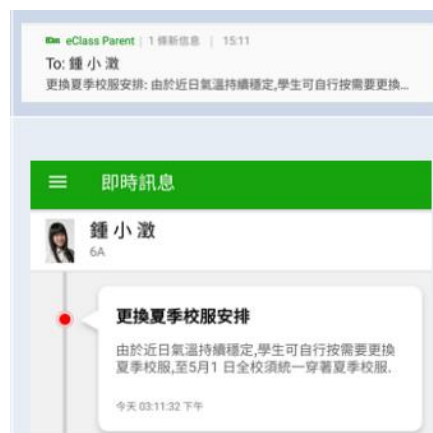 eClass Parent | 1 條新信息 | 15:11
To: 鍾 小 澂
更換夏季校服安排: 由於近日氣溫持續穩定,學生可自行按需要更換...
即時訊息
鍾 小 澂
6A
更換夏季校服安排
由於近日氣溫持續穩定,學生可自行按需要更換
夏季校服,至5月1 日全校須統一穿著夏季校服.
今天 03:11:32 下午